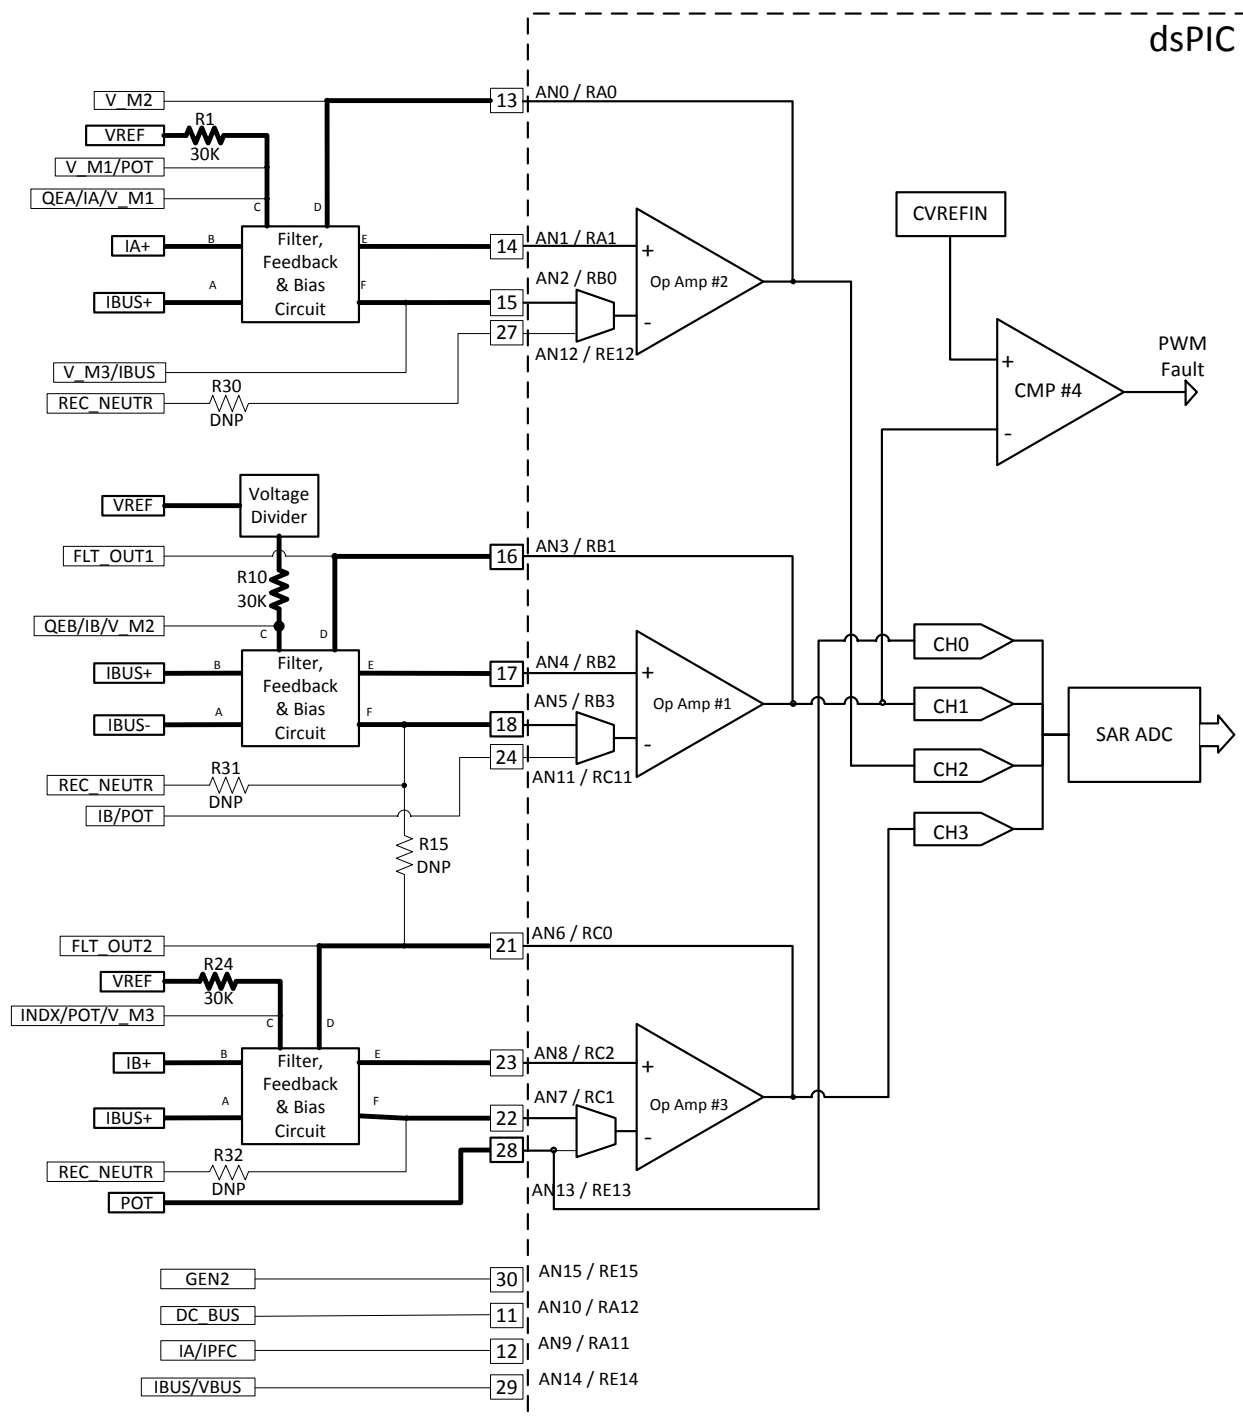 dsPIC
V_M2
13
AN0 / RA0
R1
VREF
30K
V_M1/POT
QEA/IA/V_M1
C
D
CVREFIN
IA+
B
Filter,
Feedback
& Bias
Circuit
E
14
AN1 / RA1
+
Op Amp #2
-
IBUS+
A
F
15
AN2 / RB0
27
AN12 / RE12
V_M3/IBUS
R30
REC_NEUTR
DNP
+
CMP #4
-
PWM
Fault
VREF
Voltage
Divider
FLT_OUT1
16
AN3 / RB1
R10
30K
QEB/IB/V_M2
C
D
IBUS+
B
Filter,
Feedback
& Bias
Circuit
E
17
AN4 / RB2
+
Op Amp #1
-
IBUS-
A
F
18
AN5 / RB3
24
AN11 / RC11
R31
REC_NEUTR
DNP
IB/POT
R15
DNP
CH0
CH1
CH2
CH3
SAR ADC
FLT_OUT2
21
AN6 / RC0
R24
VREF
30K
INDX/POT/V_M3
C
D
IB+
B
Filter,
Feedback
& Bias
Circuit
E
23
AN8 / RC2
+
Op Amp #3
-
IBUS+
A
F
22
AN7 / RC1
28
AN13 / RE13
R32
REC_NEUTR
DNP
POT
GEN2
30
AN15 / RE15
DC_BUS
11
AN10 / RA12
IA/IPFC
12
AN9 / RA11
IBUS/VBUS
29
AN14 / RE14